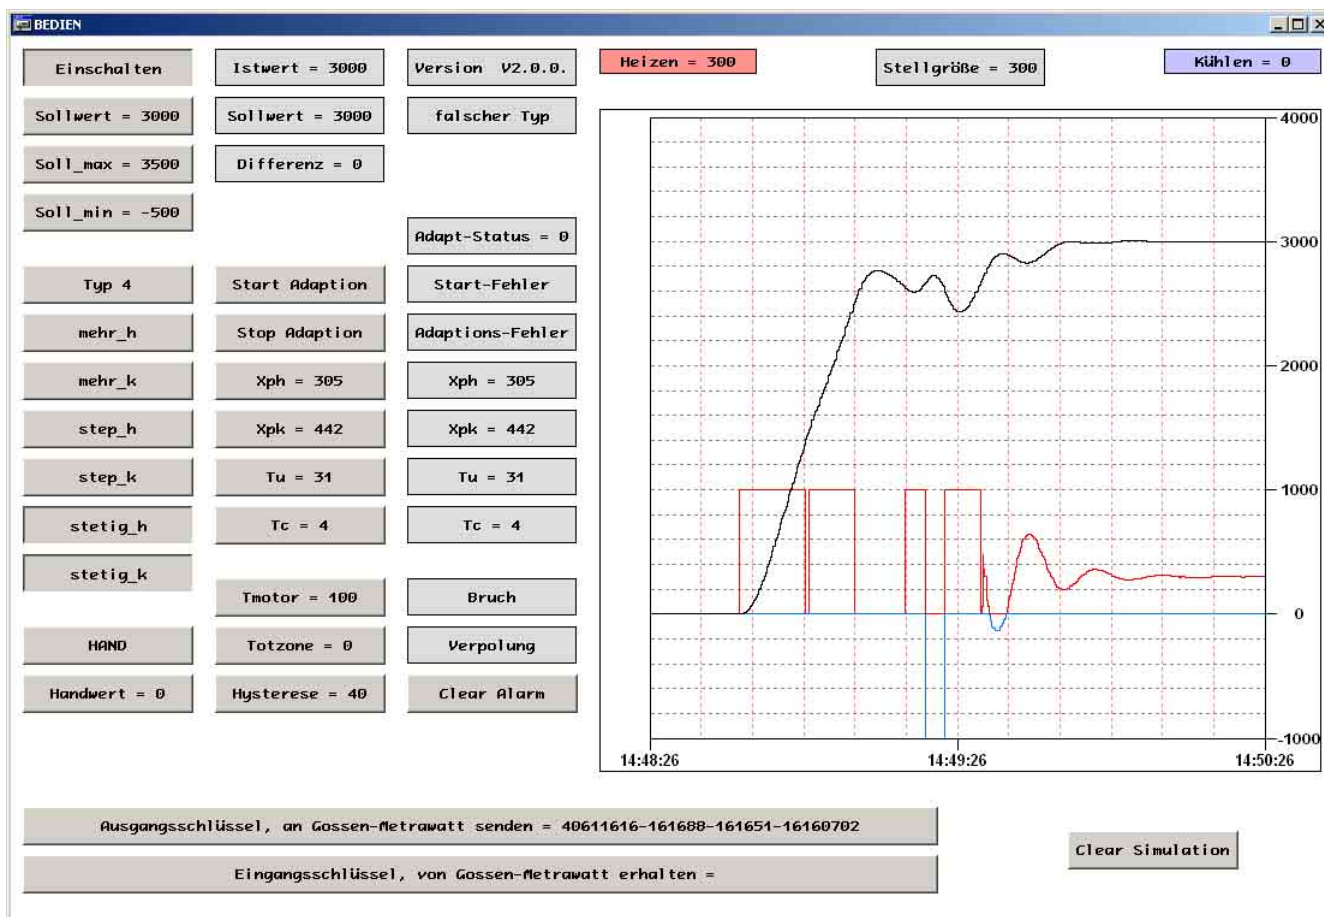 BEDIEN
Einschalten
Istwert = 3000
Version V2.0.0.
Heizen = 300
Stellgröße = 300
Kühlen = 0
Sollwert = 3000
Sollwert = 3000
falscher Typ
Soll_max = 3500
Differenz = 0
Soll_min = -500
Adapt-Status = 0
Typ 4
Start Adaption
Start-Fehler
mehr_h
Stop Adaption
Adaptions-Fehler
mehr_k
Xph = 305
Xph = 305
step_h
Xpk = 442
Xpk = 442
step_k
Tu = 31
Tu = 31
stetig_h
Tc = 4
Tc = 4
stetig_k
Tmotor = 100
Bruch
HAND
Totzone = 0
Verpolung
Handwert = 0
Hysterese = 40
Clear Alarm
4000
3000
2000
1000
0
-1000
14:48:26
14:49:26
14:50:26
Ausgangsschlüssel, an Gossen-Metrawatt senden = 40611616-161688-161651-16160702
Clear Simulation
Eingangsschlüssel, von Gossen-Metrawatt erhalten =